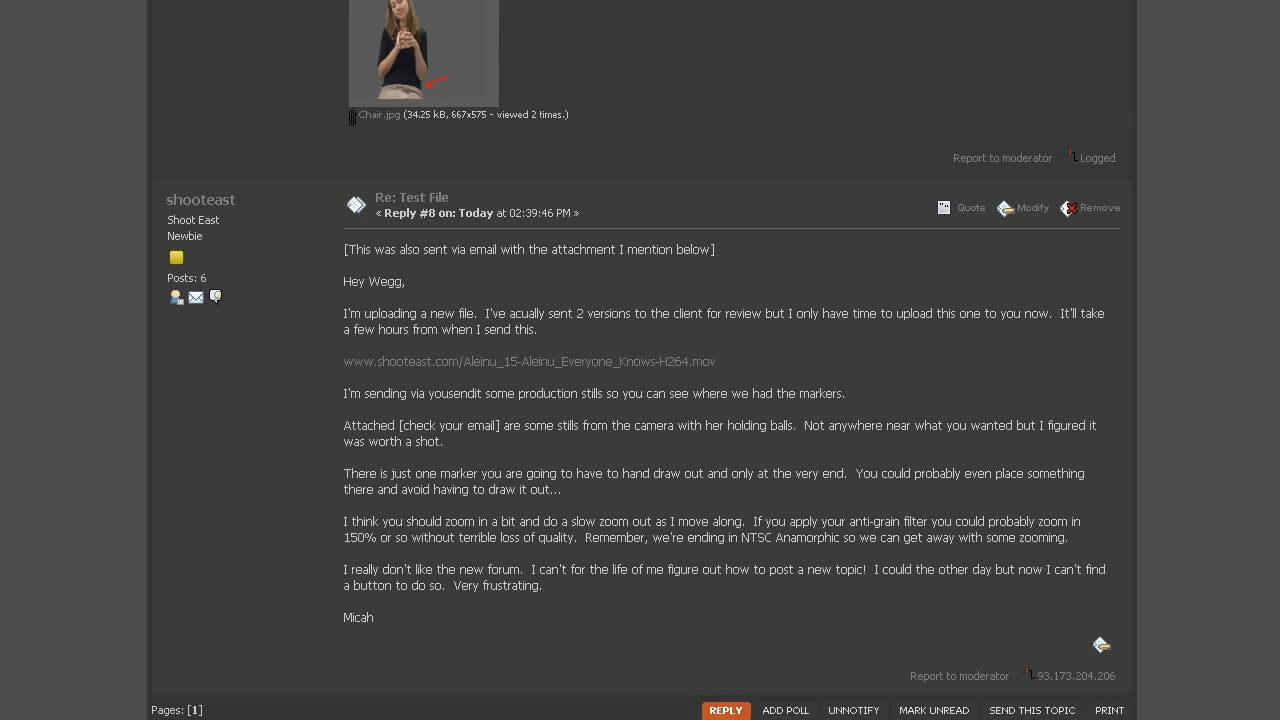 Chair.jpg (34.25 kB, 667x575 - viewed 2 times.)
Report to moderator Logged
shooteast
Shoot East
Newbie
Posts: 6
Re: Test File
« Reply #8 on: Today at 02:39:46 PM »
Quote Modify Remove
[This was also sent via email with the attachment I mention below]
Hey Wegg,
I'm uploading a new file.  I've acually sent 2 versions to the client for review but I only have time to upload this one to you now.  It'll take
a few hours from when I send this.
www.shooteast.com/Aleinu_15-Aleinu_Everyone_Knows-H264.mov
I'm sending via yousendit some production stills so you can see where we had the markers.
Attached [check your email] are some stills from the camera with her holding balls.  Not anywhere near what you wanted but I figured it
was worth a shot.
There is just one marker you are going to have to hand draw out and only at the very end.  You could probably even place something
there and avoid having to draw it out...
I think you should zoom in a bit and do a slow zoom out as I move along.  If you apply your anti-grain filter you could probably zoom in
150% or so without terrible loss of quality.  Remember, we're ending in NTSC Anamorphic so we can get away with some zooming.
I really don't like the new forum.  I can't for the life of me figure out how to post a new topic!  I could the other day but now I can't find
a button to do so.  Very frustrating.
Micah
Report to moderator 93.173.204.206
Pages: [1]
REPLY ADD POLL UNNOTIFY MARK UNREAD SEND THIS TOPIC PRINT